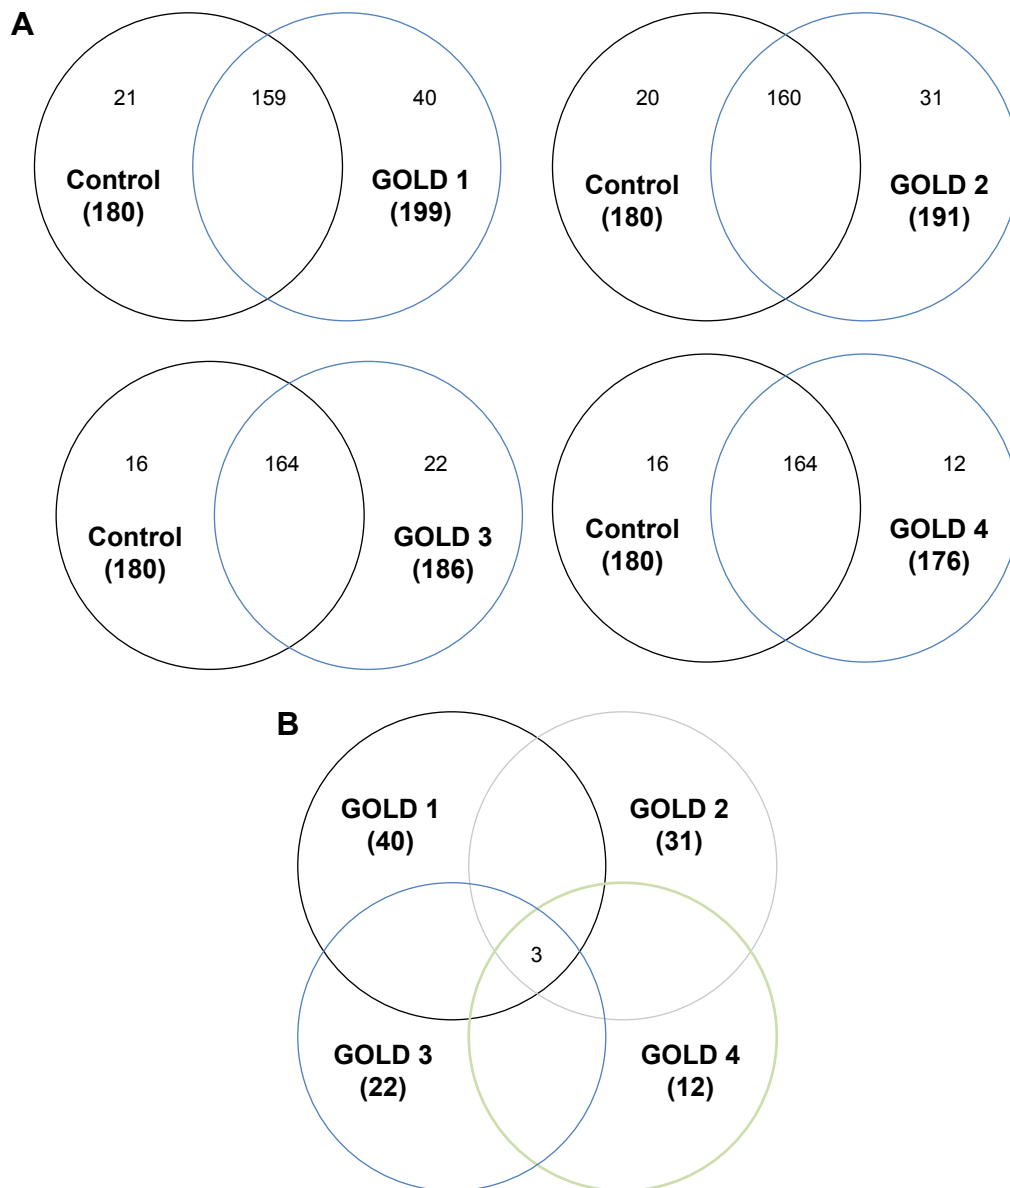 A
21 159 40
Control GOLD 1
(180) (199)
20 160 31
Control GOLD 2
(180) (191)
16 164 22
Control GOLD 3
(180) (186)
16 164 12
Control GOLD 4
(180) (176)
B
GOLD 1 GOLD 2
(40) (31)
3
GOLD 3 GOLD 4
(22) (12)